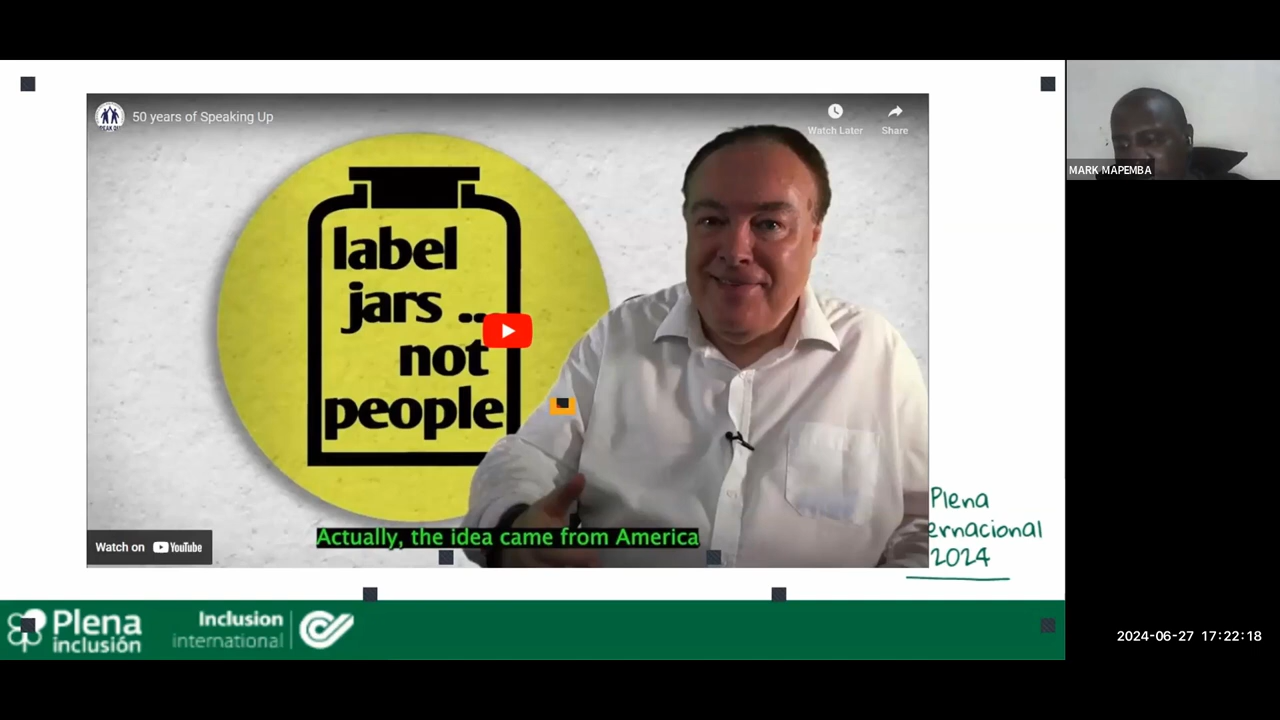 50 years of Speaking Up
Watch Later
Share
label
jars ..
not
people
MARK MAPEMBA
Actually, the idea came from America
Watch on YouTube
Plena
ernacional
2024
Plena
inclusión
Inclusion
international
2024-06-27 17:22:18